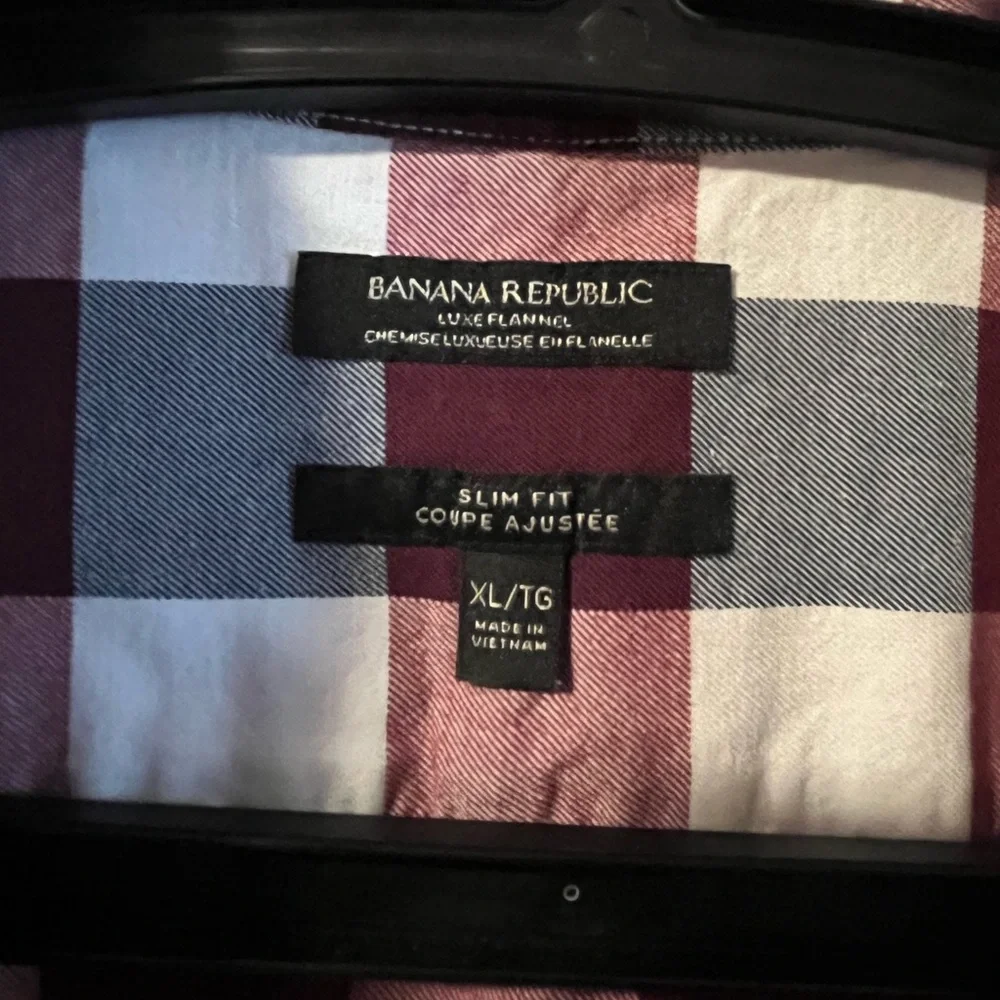 BANANA REPUBLIC
LUXE FLANNEL
CHEMISE LUXUEUSE EN FLANELLE
SLIM FIT
COUPE AJUSTÉE
XL/TG
MADE IN
VIETNAM